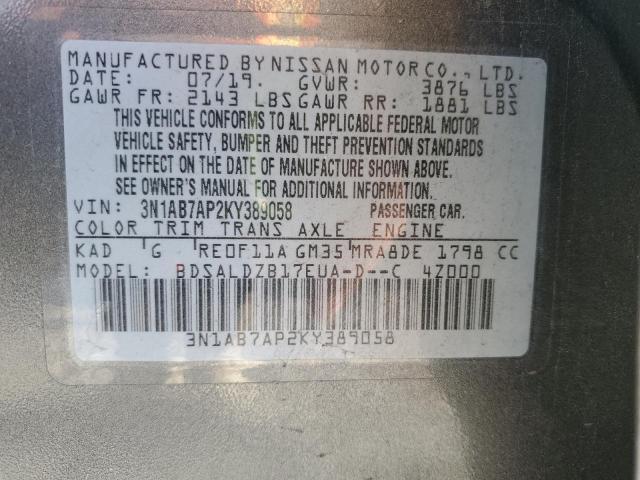 MANUFACTURED BY NISSAN MOTOR CO., LTD.
DATE: 07/19. GVWR: 3876 LBS
GAWR FR: 2143 LBS GAWR RR: 1881 LBS
THIS VEHICLE CONFORMS TO ALL APPLICABLE FEDERAL MOTOR
VEHICLE SAFETY, BUMPER AND THEFT PREVENTION STANDARDS
IN EFFECT ON THE DATE OF MANUFACTURE SHOWN ABOVE.
SEE OWNER'S MANUAL FOR ADDITIONAL INFORMATION.
VIN: 3N1AB7AP2KY389058 PASSENGER CAR.
COLOR TRIM TRANS AXLE ENGINE
KAD G RE0F11A GM35 MRA8DE 1798 CC
MODEL: BDSALDZB17EUA-D--C 4Z000
3N1AB7AP2KY389058